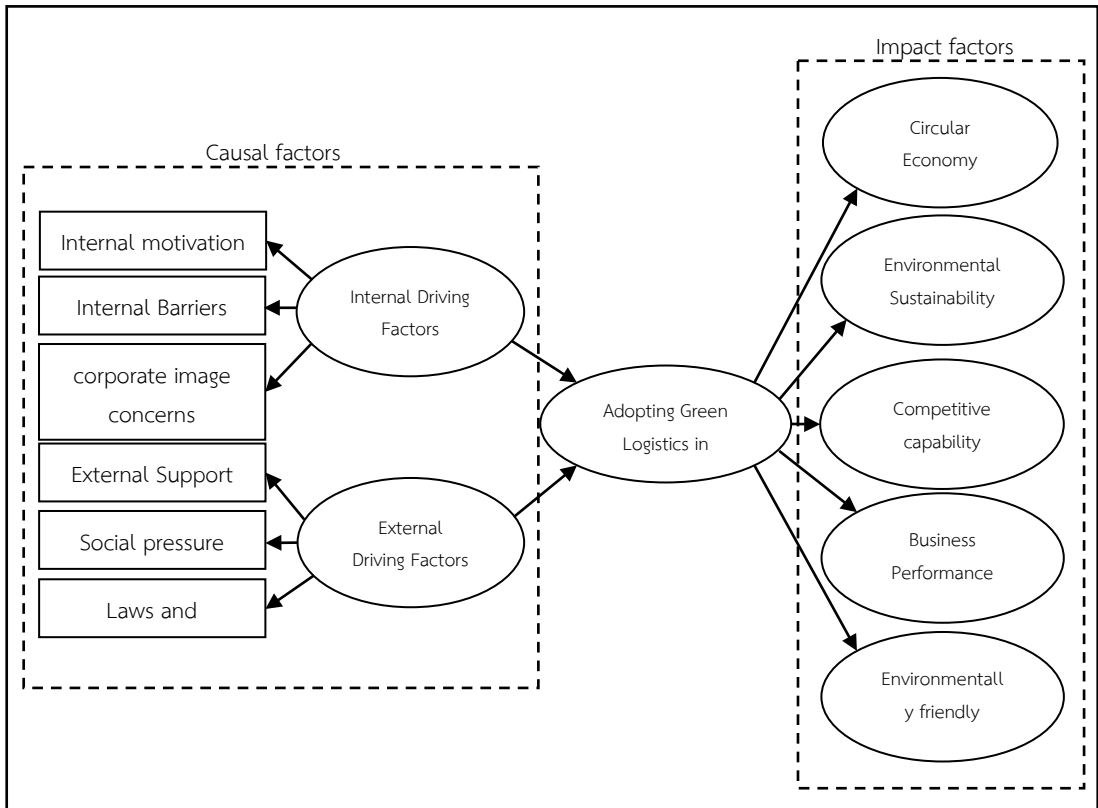 Impact factors
Circular
Economy
Causal factors
Internal motivation
Internal Barriers
corporate image
concerns
External Support
Social pressure
Laws and
Internal Driving
Factors
External
Driving Factors
Adopting Green
Logistics in
Environmental
Sustainability
Competitive
capability
Business
Performance
Environmentall
y friendly